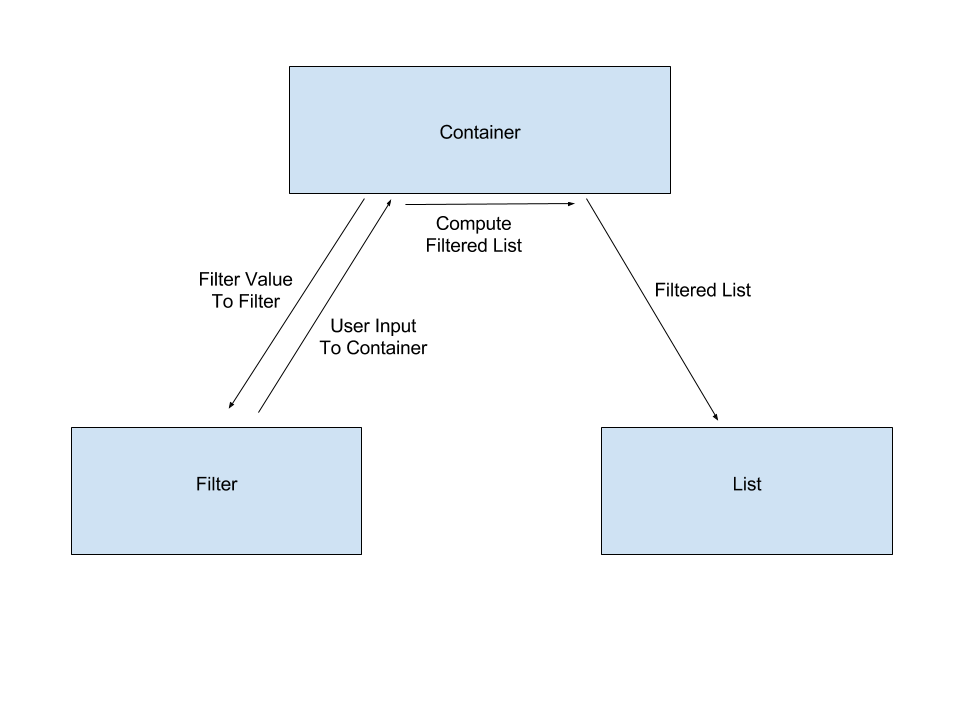 Container
Compute
Filtered List
Filter Value
To Filter
Filtered List
User Input
To Container
Filter
List